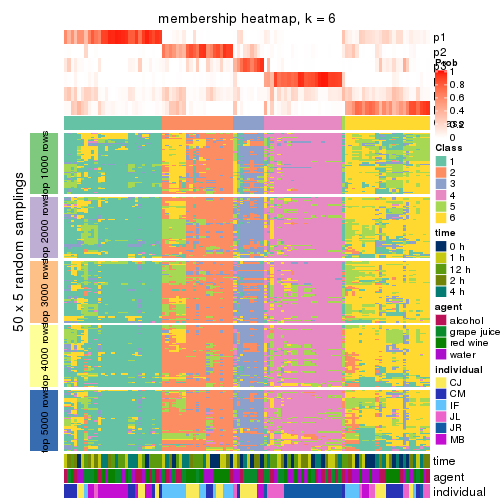 membership heatmap, k = 6
p1
p2
p3
Prob
1
0.8
0.6
0.4
0.2
0
Class
1
2
3
4
5
6
time
0 h
1 h
12 h
2 h
4 h
agent
alcohol
grape juice
red wine
water
individual
CJ
CM
IF
JL
JR
MB
50 x 5 random samplings
top 1000 rows
top 2000 rows
top 3000 rows
top 4000 rows
top 5000 rows
time
agent
individual